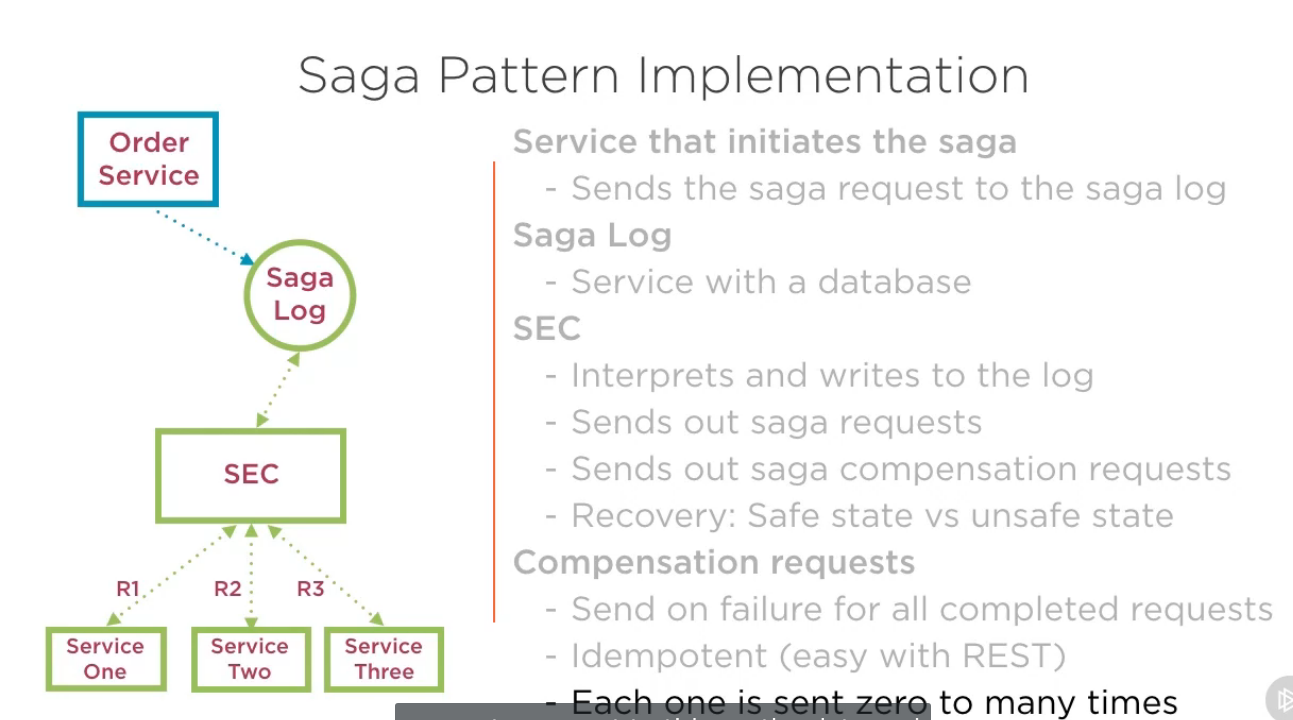 Saga Pattern Implementation
Order
Service
Saga
Log
SEC
R1
R2
R3
Service
One
Service
Two
Service
Three
Service that initiates the saga
- Sends the saga request to the saga log
Saga Log
- Service with a database
SEC
- Interprets and writes to the log
- Sends out saga requests
- Sends out saga compensation requests
- Recovery: Safe state vs unsafe state
Compensation requests
- Send on failure for all completed requests
- Idempotent (easy with REST)
- Each one is sent zero to many times